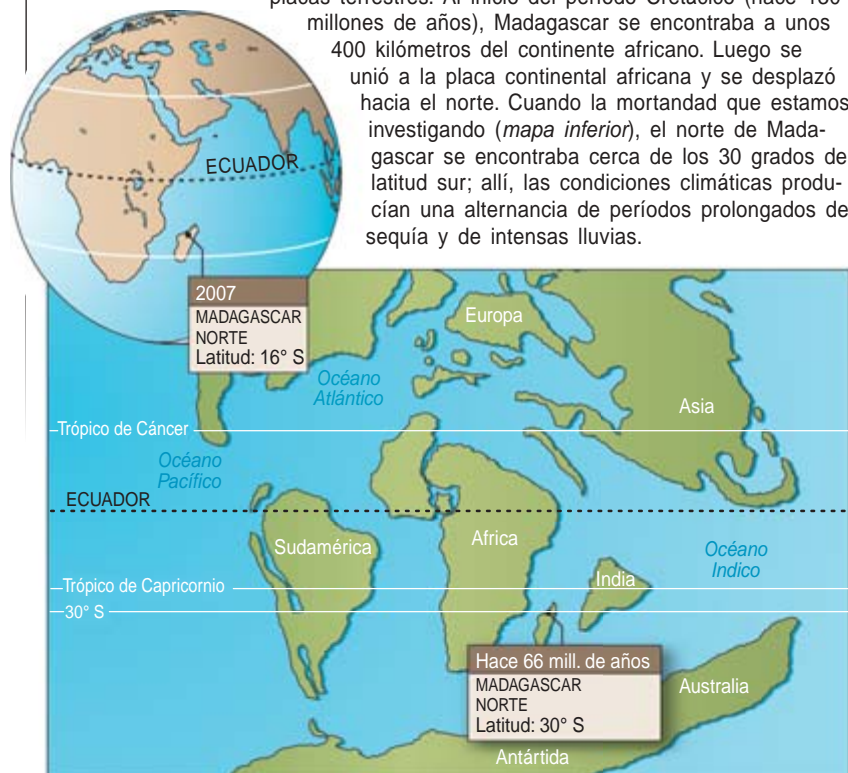 placas terrestres. Al inicio del período Cretácico (hace 150
millones de años), Madagascar se encontraba a unos
400 kilómetros del continente africano. Luego se
unió a la placa continental africana y se desplazó
hacia el norte. Cuando la mortandad que estamos
investigando (mapa inferior), el norte de Mada-
gascar se encontraba cerca de los 30 grados de
latitud sur; allí, las condiciones climáticas produ-
cían una alternancia de períodos prolongados de
sequía y de intensas lluvias.
ECUADOR
2007
MADAGASCAR
NORTE
Latitud: 16° S
Europa
Océano
Atlántico
Asia
Trópico de Cáncer
Océano
Pacífico
ECUADOR
Sudamérica
Africa
Océano
Indico
India
Trópico de Capricornio
30° S
Hace 66 mill. de años
MADAGASCAR
NORTE
Latitud: 30° S
Australia
Antártida